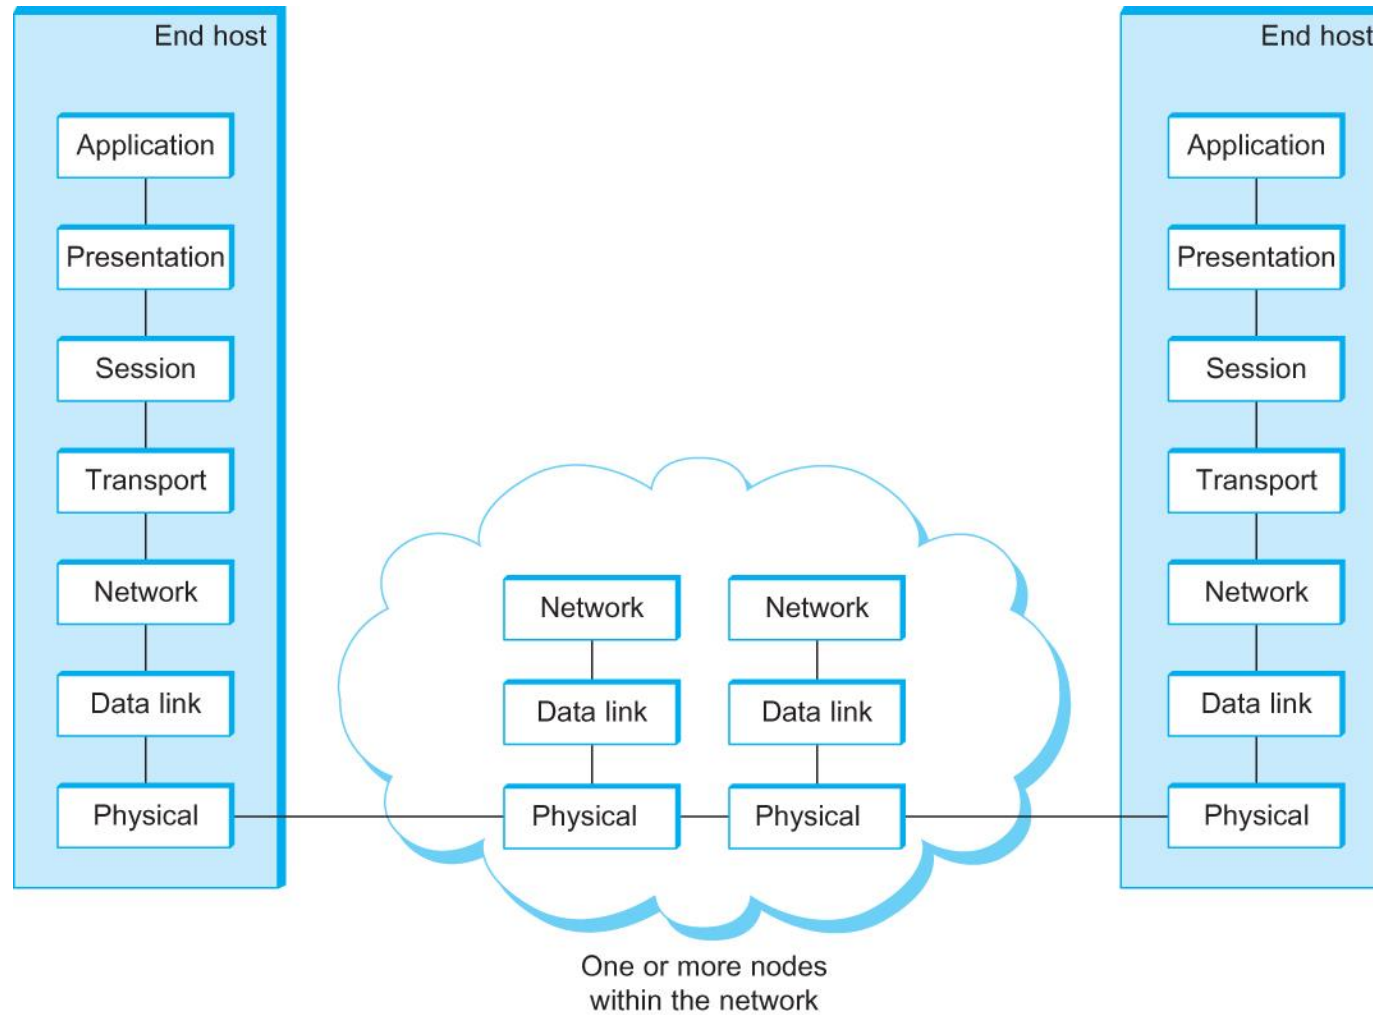 End host
Application
Presentation
Session
Transport
Network
Data link
Physical
Network
Data link
Physical
Network
Data link
Physical
One or more nodes
within the network
End host
Application
Presentation
Session
Transport
Network
Data link
Physical